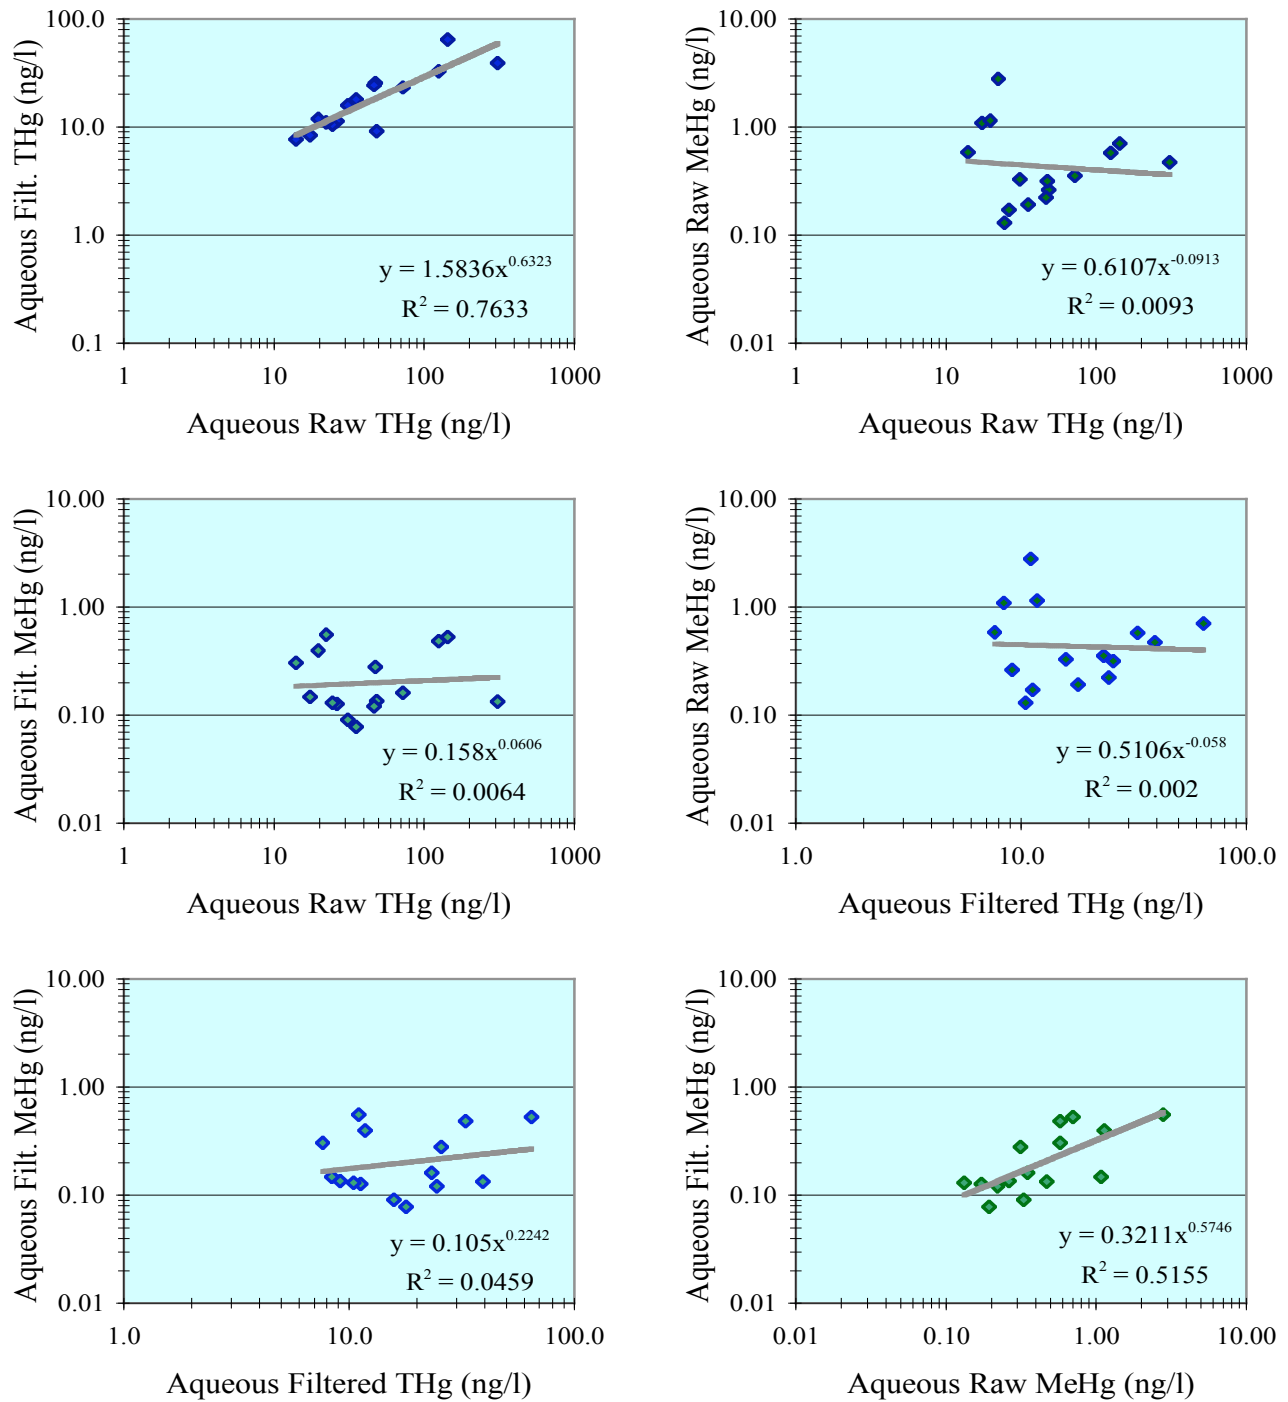 Aqueous Filt. THg (ng/l)
100.0
10.0
1.0
0.1
y = 1.5836x^0.6323
R² = 0.7633
1 10 100 1000
Aqueous Raw THg (ng/l)
Aqueous Raw MeHg (ng/l)
10.00
1.00
0.10
0.01
y = 0.6107x^-0.0913
R² = 0.0093
1 10 100 1000
Aqueous Raw THg (ng/l)
Aqueous Filt. MeHg (ng/l)
10.00
1.00
0.10
0.01
y = 0.158x^0.0606
R² = 0.0064
1 10 100 1000
Aqueous Raw THg (ng/l)
Aqueous Raw MeHg (ng/l)
10.00
1.00
0.10
0.01
y = 0.5106x^-0.058
R² = 0.002
1.0 10.0 100.0
Aqueous Filtered THg (ng/l)
Aqueous Filt. MeHg (ng/l)
10.00
1.00
0.10
0.01
y = 0.105x^0.2242
R² = 0.0459
1.0 10.0 100.0
Aqueous Filtered THg (ng/l)
Aqueous Filt. MeHg (ng/l)
10.00
1.00
0.10
0.01
y = 0.3211x^0.5746
R² = 0.5155
0.01 0.10 1.00 10.00
Aqueous Raw MeHg (ng/l)